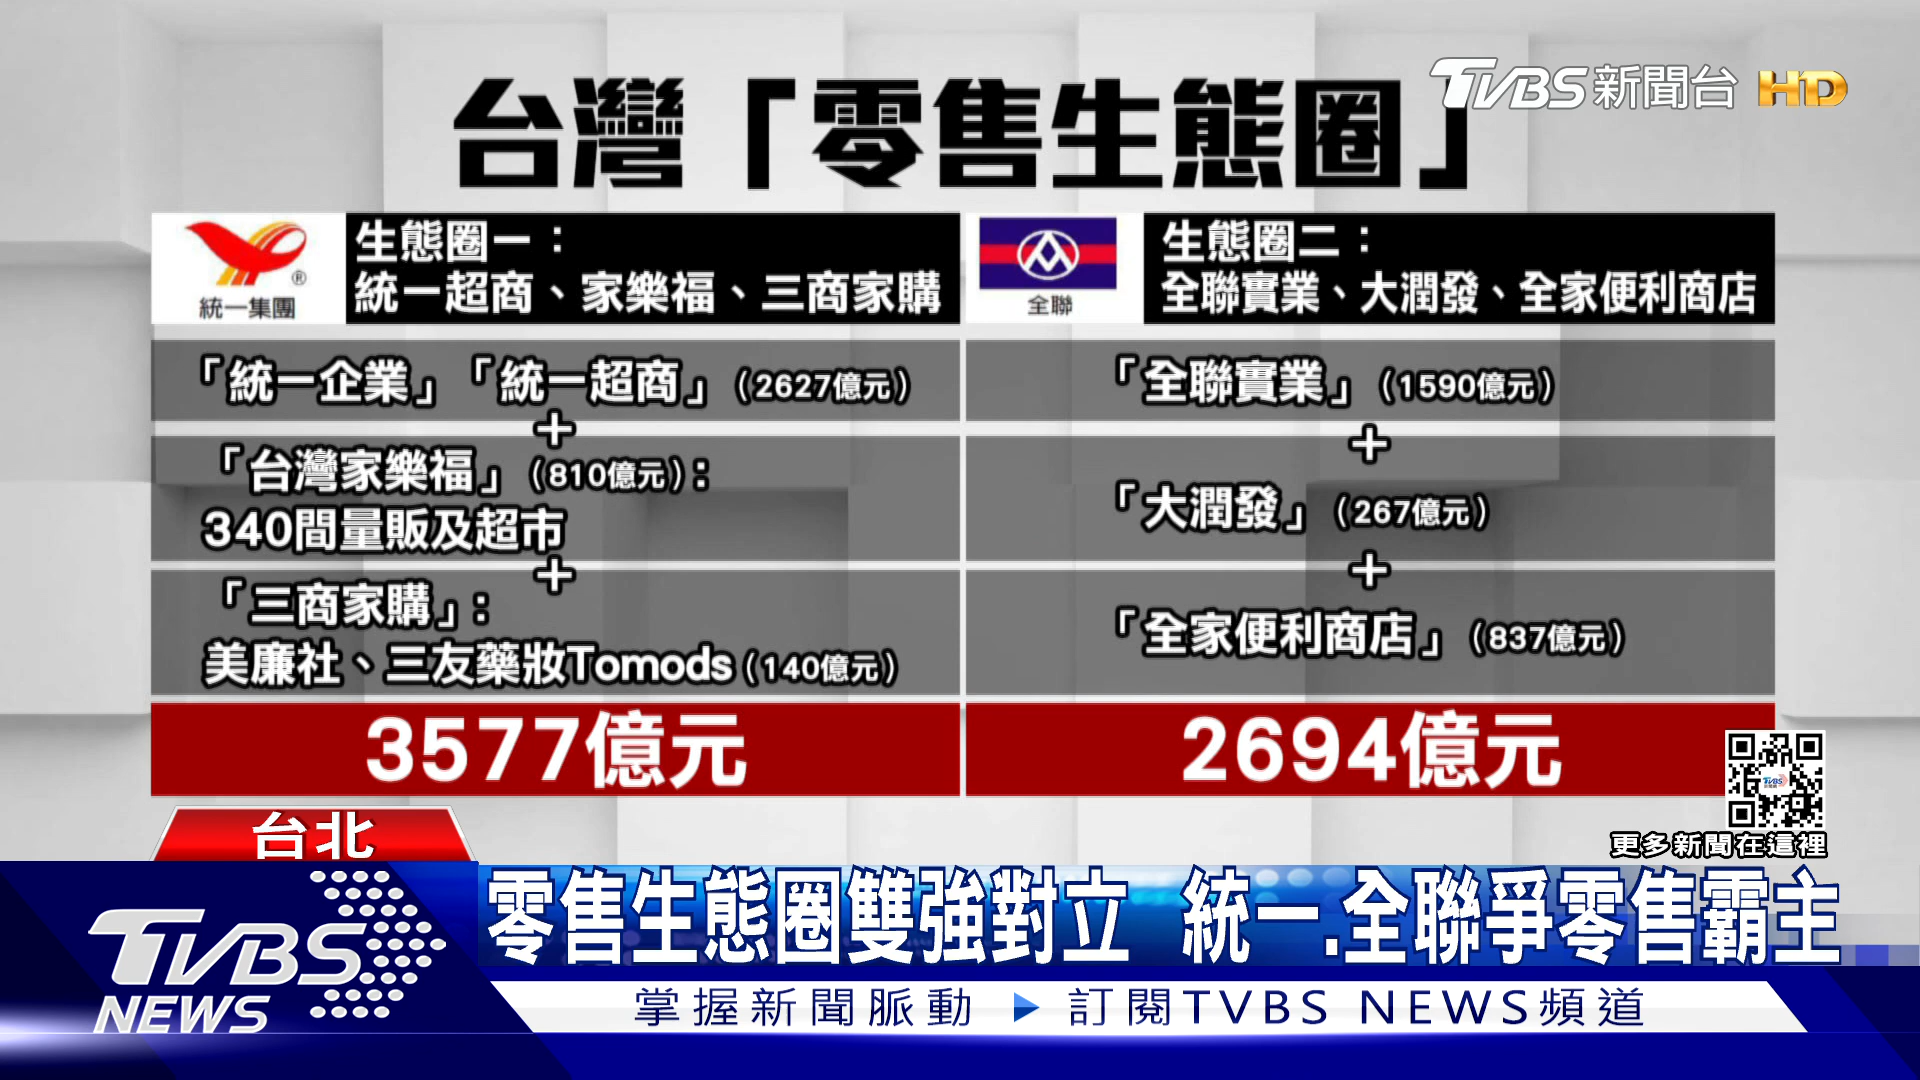 台灣「零售生態圈」
TVBS新聞台 HD
統一集團
生態圈一：
統一超商、家樂福、三商家購
全聯
生態圈二：
全聯實業、大潤發、全家便利商店
「統一企業」「統一超商」（2627億元）
+
「台灣家樂福」（810億元）：
340間量販及超市
+
「三商家購」：
美廉社、三友藥妝Tomods（140億元）
3577億元
「全聯實業」（1590億元）
+
「大潤發」（267億元）
+
「全家便利商店」（837億元）
2694億元
TVBS
更多新聞在這裡
台北
零售生態圈雙強對立 統一.全聯爭零售霸主
TVBS
NEWS
掌握新聞脈動 ▶ 訂閱TVBS NEWS頻道